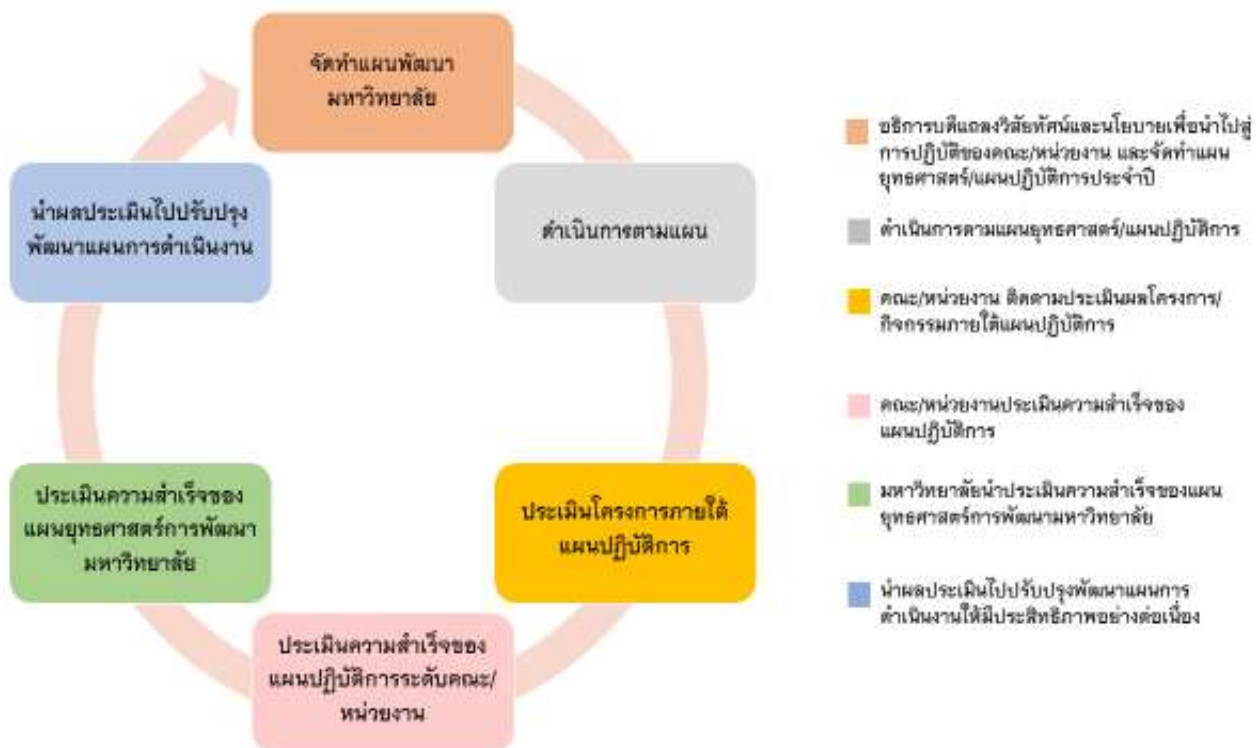 จัดทำแผนพัฒนา
มหาวิทยาลัย
ดำเนินการตามแผน
ประเมินโครงการภายใต้
แผนปฏิบัติการ
ประเมินความสำเร็จของ
แผนปฏิบัติการระดับคณะ/
หน่วยงาน
ประเมินความสำเร็จของ
แผนยุทธศาสตร์การพัฒนา
มหาวิทยาลัย
นำผลประเมินไปปรับปรุง
พัฒนาแผนการดำเนินงาน
อธิการบดีแถลงวิสัยทัศน์และนโยบายเพื่อนำไปสู่
การปฏิบัติของคณะ/หน่วยงาน และจัดทำแผน
ยุทธศาสตร์/แผนปฏิบัติการประจำปี
ดำเนินการตามแผนยุทธศาสตร์/แผนปฏิบัติการ
คณะ/หน่วยงาน ติดตามประเมินผลโครงการ/
กิจกรรมภายใต้แผนปฏิบัติการ
คณะ/หน่วยงานประเมินความสำเร็จของ
แผนปฏิบัติการ
มหาวิทยาลัยนำประเมินความสำเร็จของแผน
ยุทธศาสตร์การพัฒนามหาวิทยาลัย
นำผลประเมินไปปรับปรุงพัฒนาแผนการ
ดำเนินงานให้มีประสิทธิภาพอย่างต่อเนื่อง